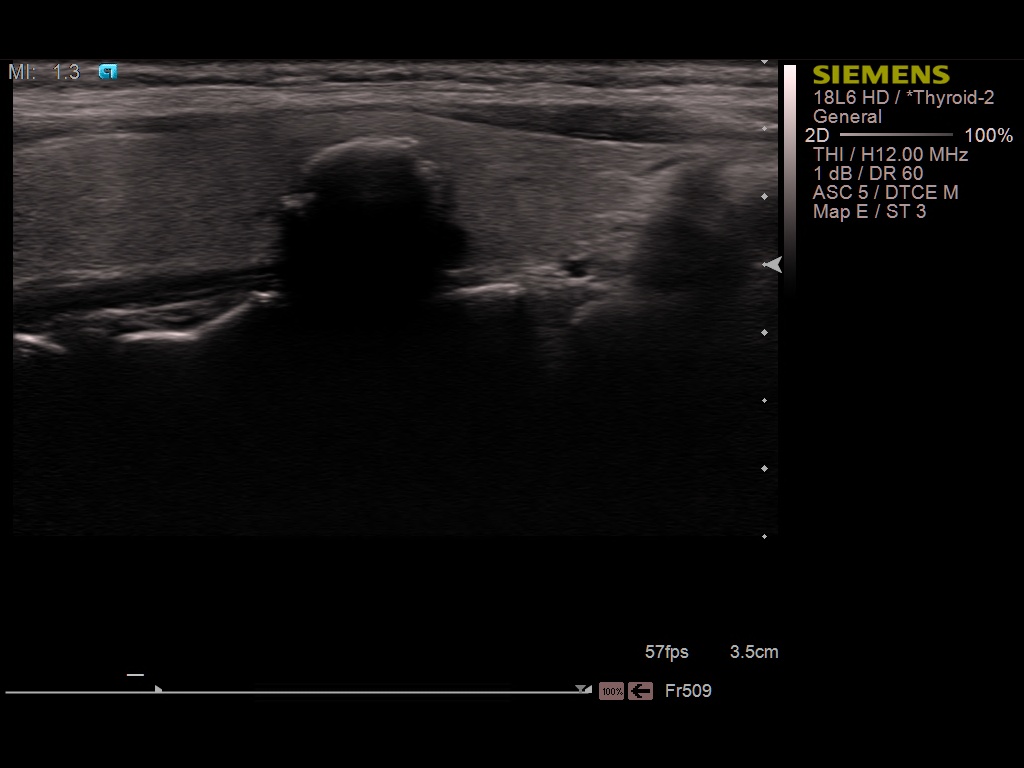 MI: 1.3
SIEMENS
18L6 HD / *Thyroid-2
General
2D 100%
THI / H12.00 MHz
1 dB / DR 60
ASC 5 / DTCE M
Map E / ST 3
57fps 3.5cm
100% Fr509